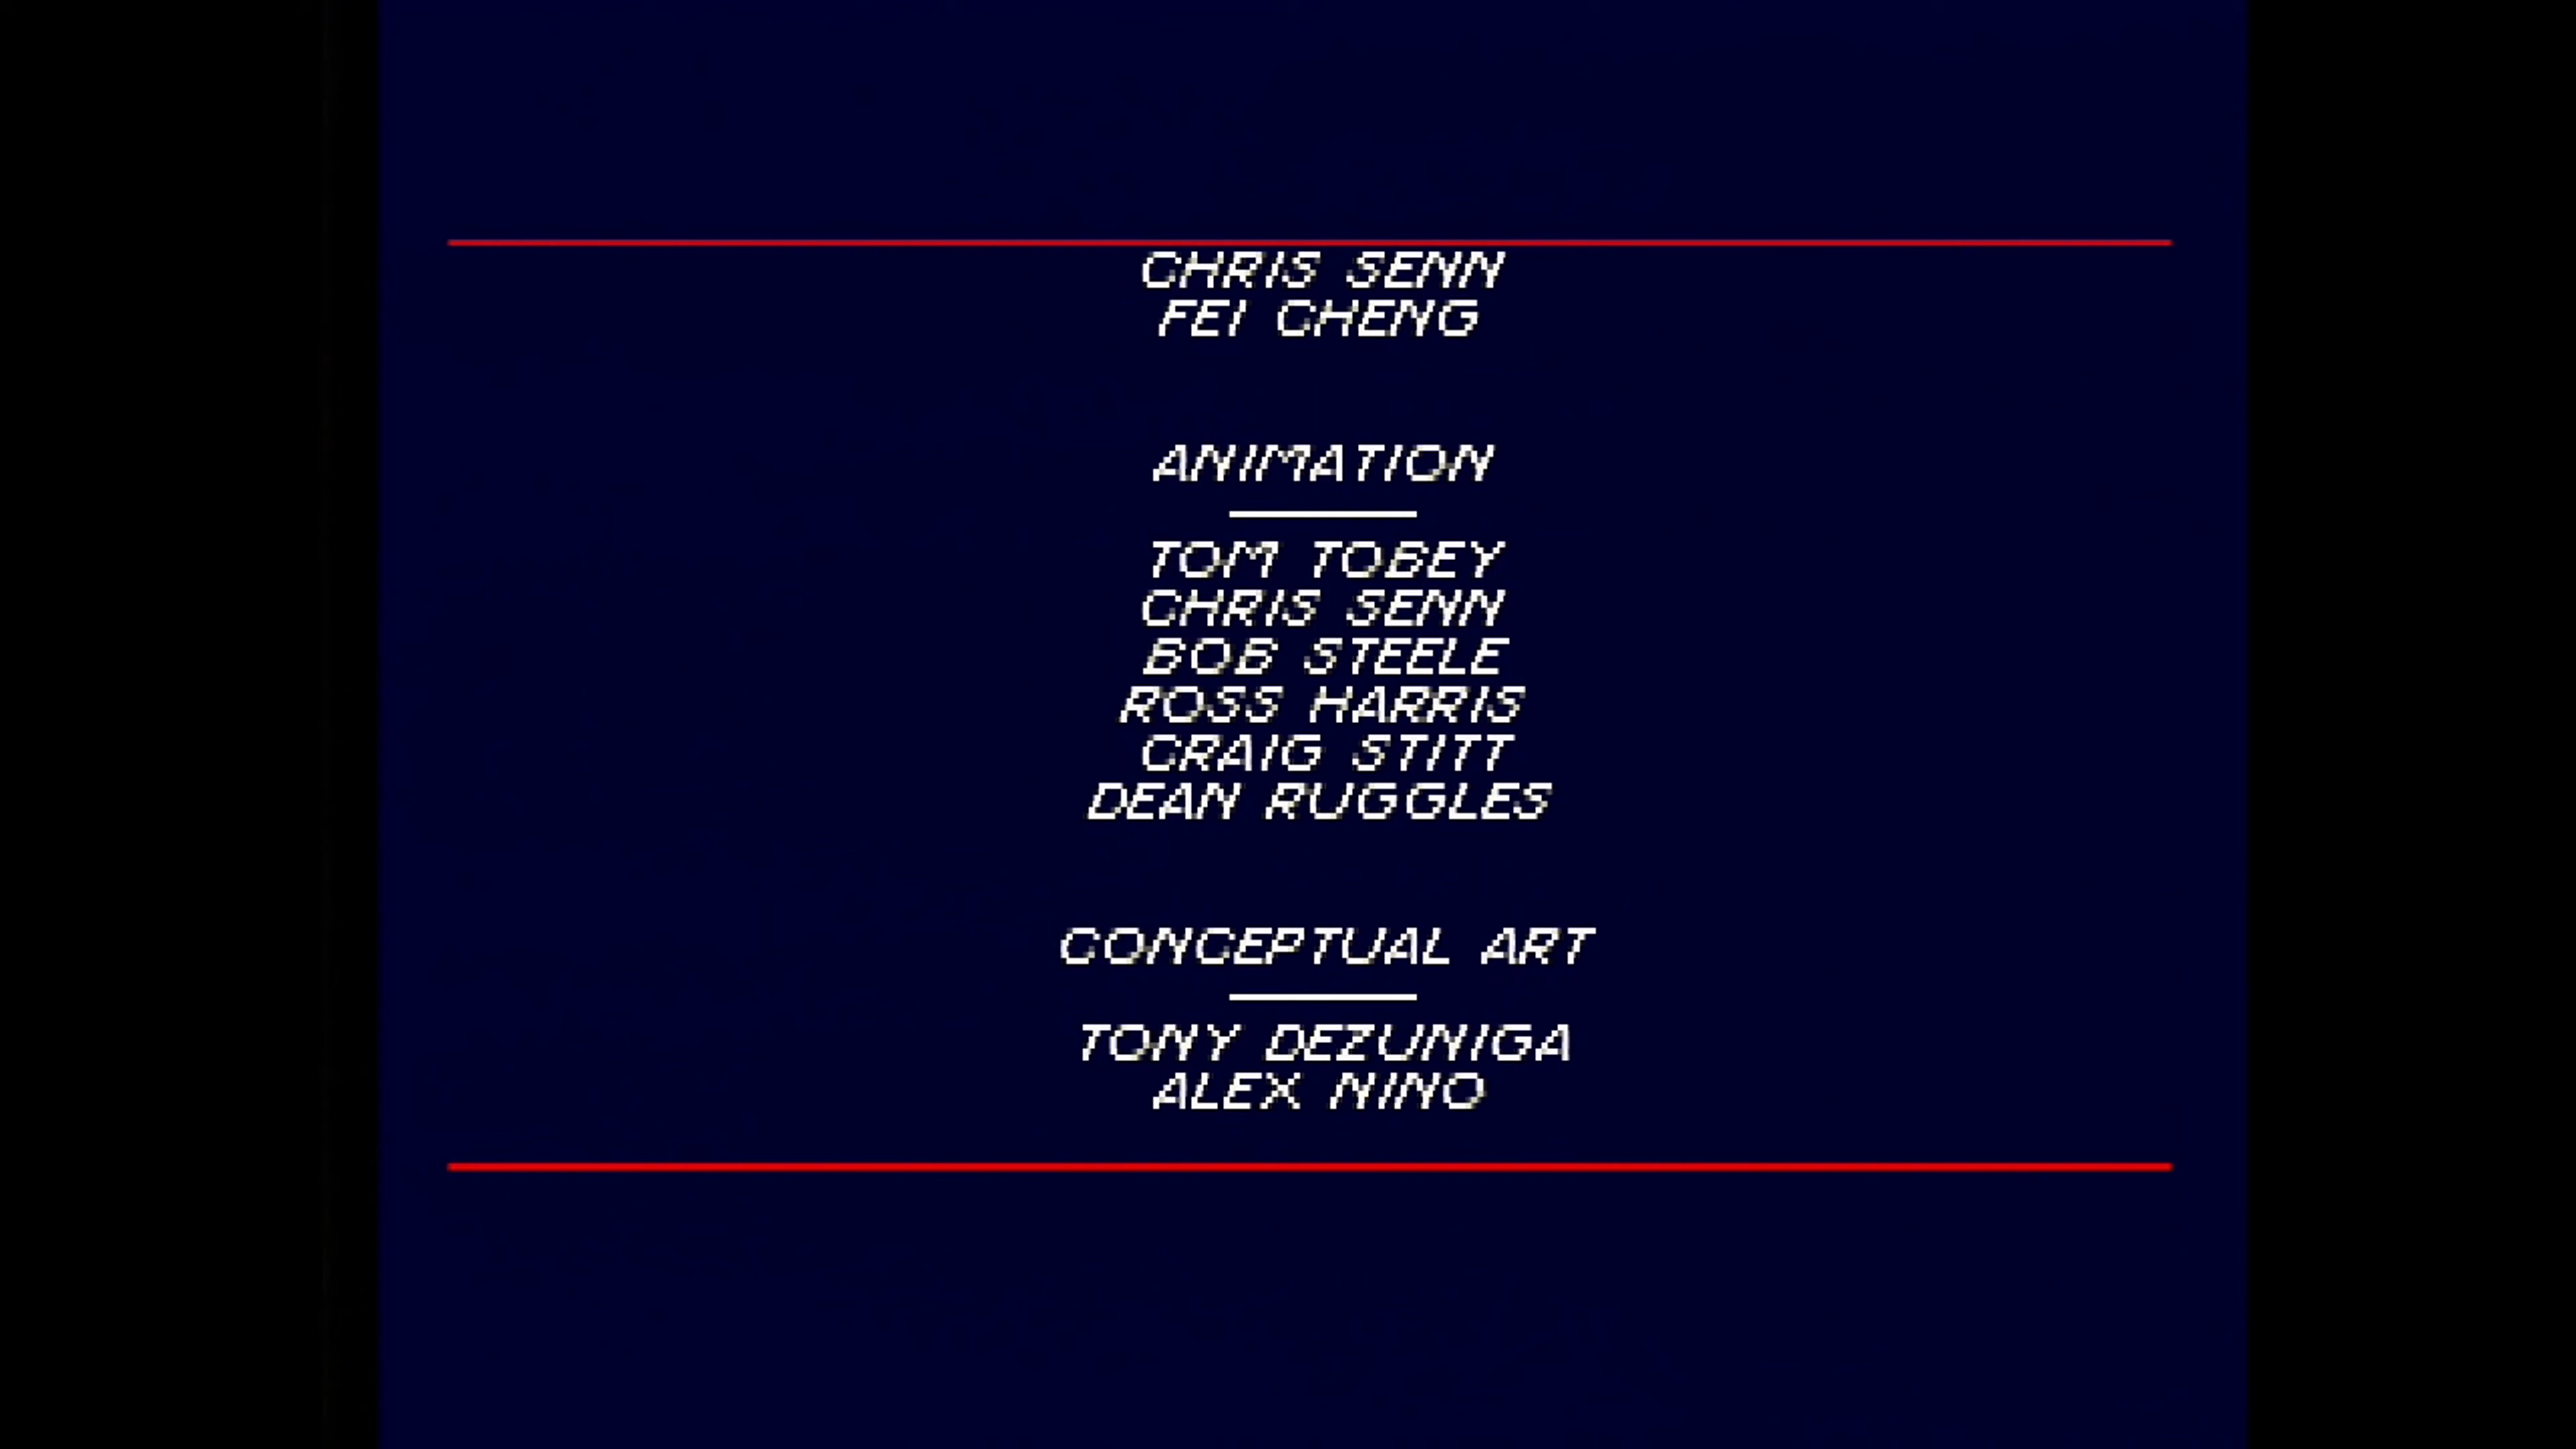 CHRIS SENN
FEI CHENG
ANIMATION
TOM TOBEY
CHRIS SENN
BOB STEELE
ROSS HARRIS
CRAIG STITT
DEAN RUGGLES
CONCEPTUAL ART
TONY DEZUNIGA
ALEX NINO